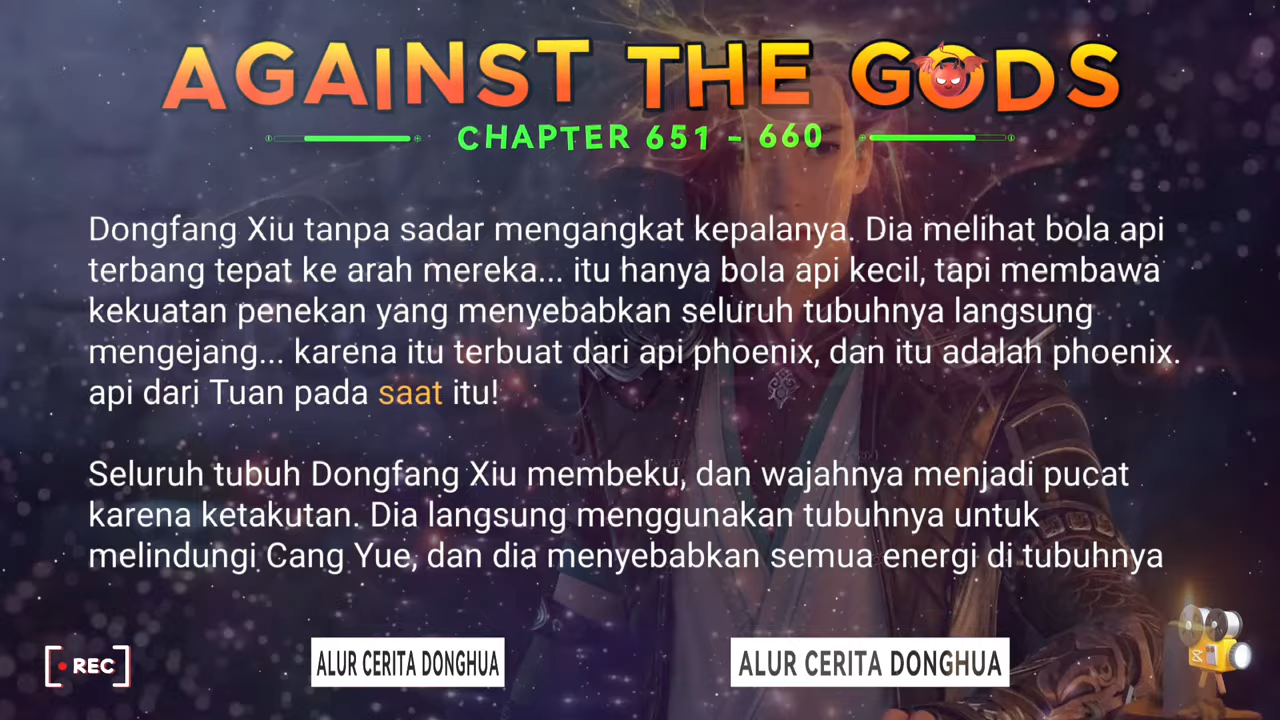 AGAINST THE GODS
CHAPTER 651 - 660
Dongfang Xiu tanpa sadar mengangkat kepalanya. Dia melihat bola api
terbang tepat ke arah mereka... itu hanya bola api kecil, tapi membawa
kekuatan penekan yang menyebabkan seluruh tubuhnya langsung
mengejang... karena itu terbuat dari api phoenix, dan itu adalah phoenix.
api dari Tuan pada saat itu!
Seluruh tubuh Dongfang Xiu membeku, dan wajahnya menjadi pucat
karena ketakutan. Dia langsung menggunakan tubuhnya untuk
melindungi Cang Yue, dan dia menyebabkan semua energi di tubuhnya
REC
ALUR CERITA DONGHUA
ALUR CERITA DONGHUA